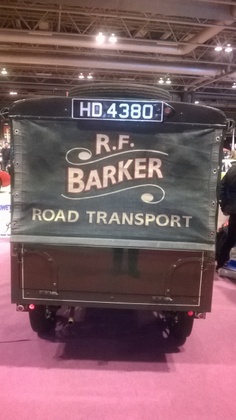 HD 4380
R.F.
BARKER
ROAD TRANSPORT